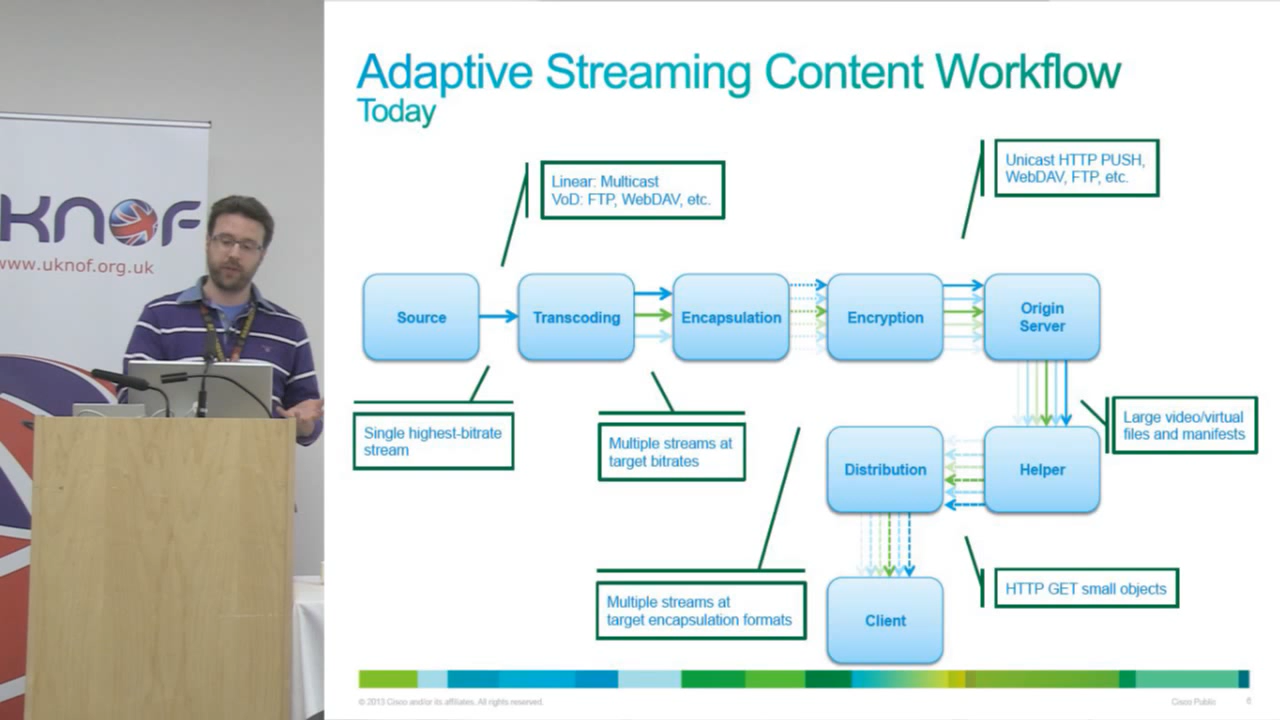 KNOF
www.uknof.org.uk
Adaptive Streaming Content Workflow
Today
Linear: Multicast
VoD: FTP, WebDAV, etc.
Unicast HTTP PUSH,
WebDAV, FTP, etc.
Source
Transcoding
Encapsulation
Encryption
Origin
Server
Single highest-bitrate
stream
Multiple streams at
target bitrates
Distribution
Helper
Large video/virtual
files and manifests
Multiple streams at
target encapsulation formats
Client
HTTP GET small objects
© 2013 Cisco and/or its affiliates. All rights reserved.
Cisco Public
6